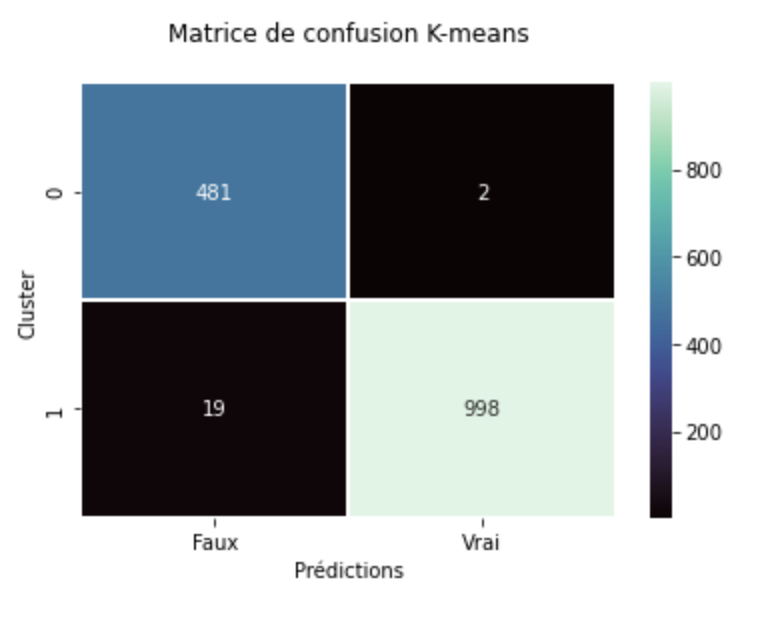 Matrice de confusion K-means
0
481
2
800
600
Cluster
400
1
19
998
200
Faux
Vrai
Prédictions